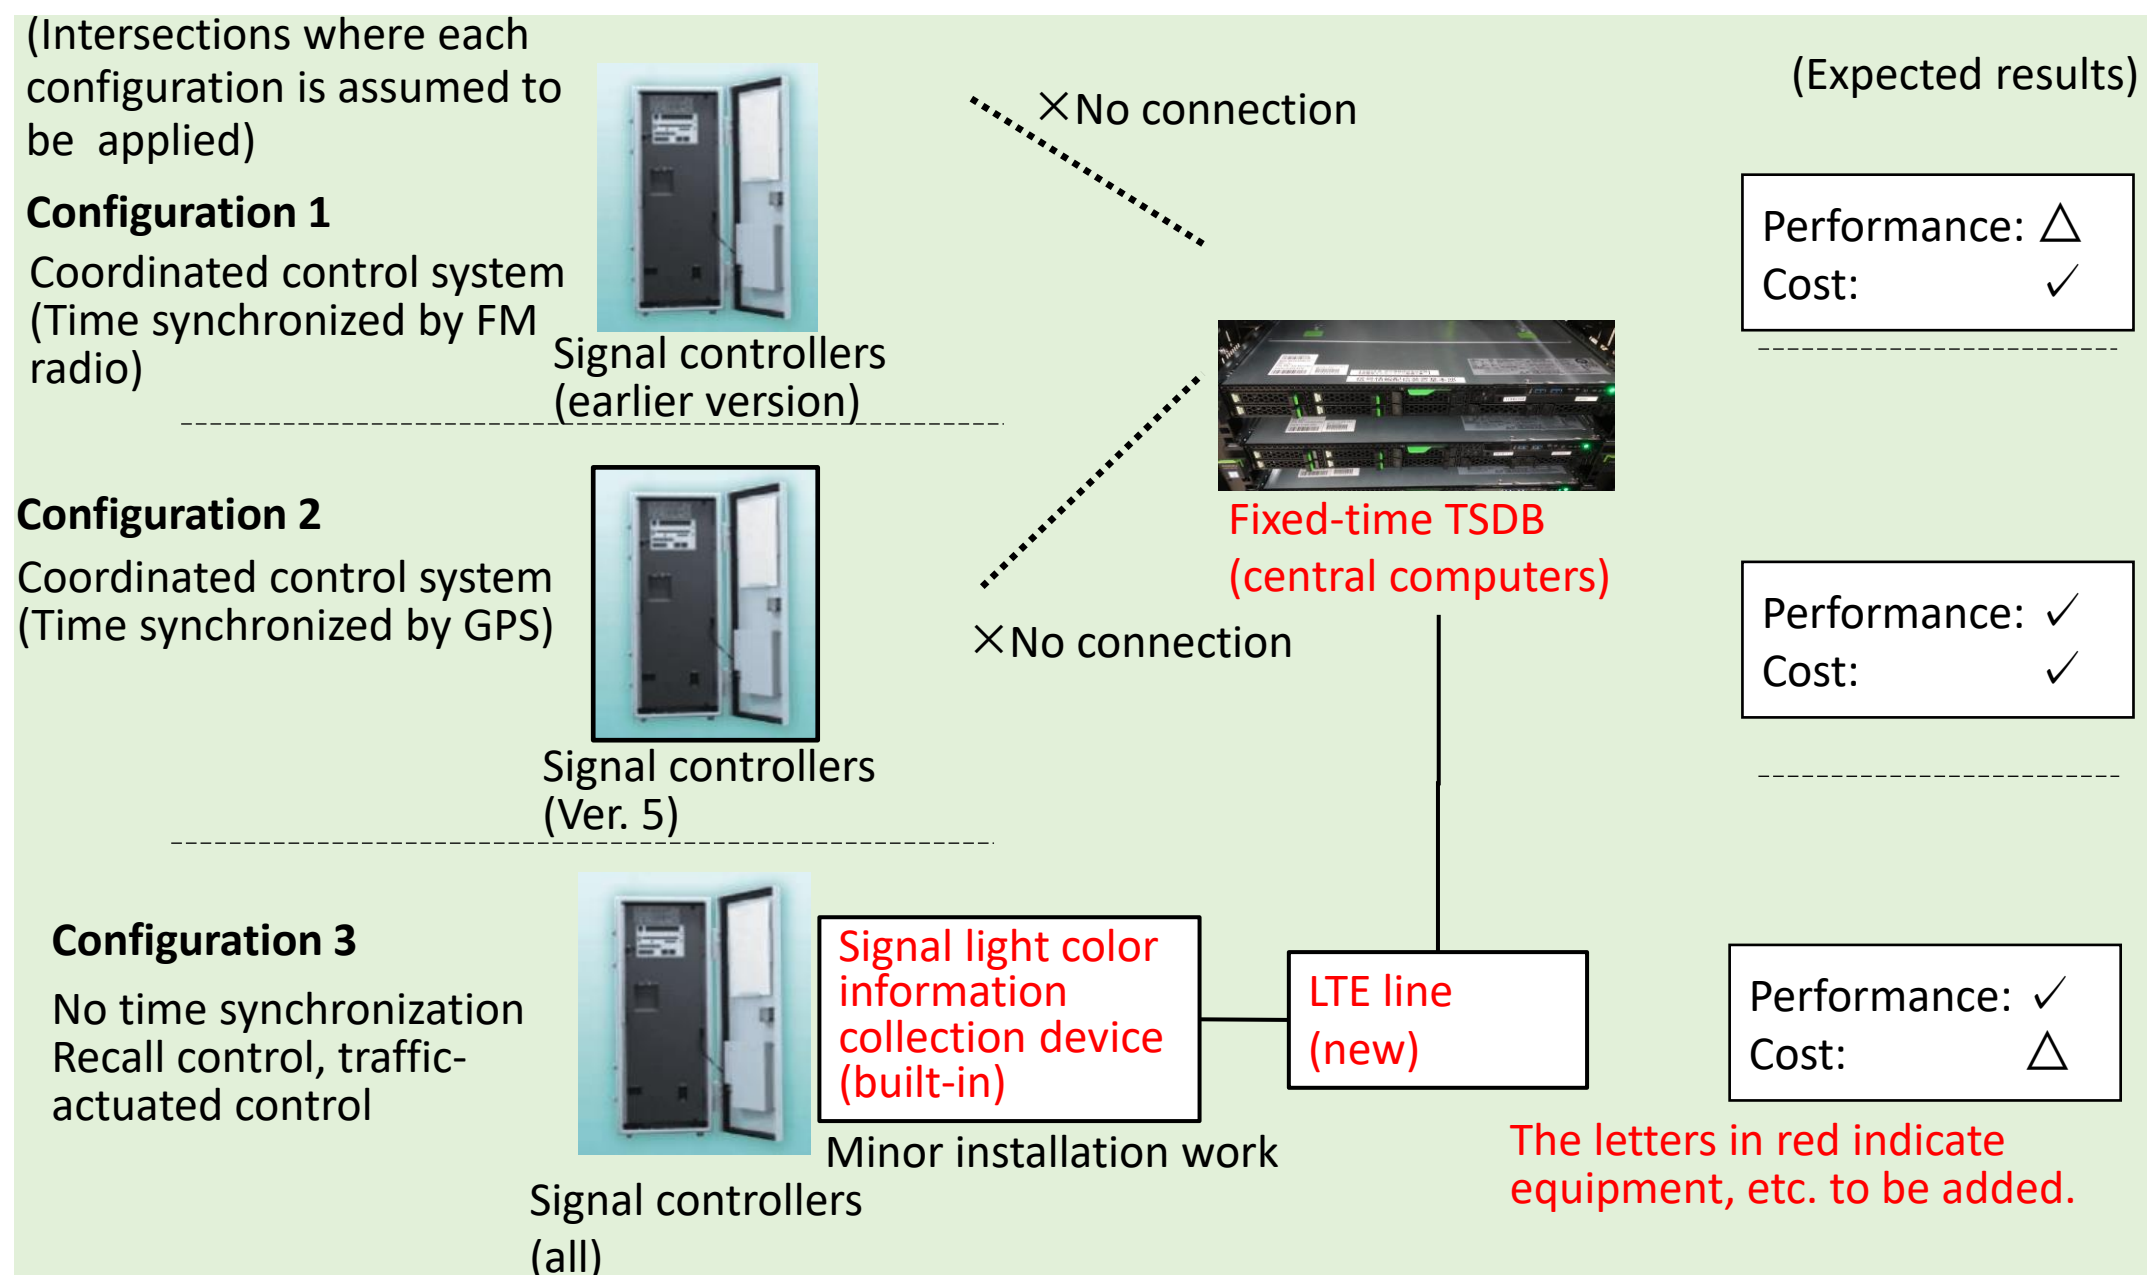 (Intersections where each
configuration is assumed to
be applied)
(Expected results)
×No connection
Configuration 1
Coordinated control system
(Time synchronized by FM
radio)
Signal controllers
(earlier version)
Performance: △
Cost: ✓
Fixed-time TSDB
(central computers)
Configuration 2
Coordinated control system
(Time synchronized by GPS)
Signal controllers
(Ver. 5)
×No connection
Performance: ✓
Cost: ✓
Configuration 3
No time synchronization
Recall control, traffic-
actuated control
Signal controllers
(all)
Signal light color
information
collection device
(built-in)
Minor installation work
LTE line
(new)
Performance: ✓
Cost: △
The letters in red indicate
equipment, etc. to be added.